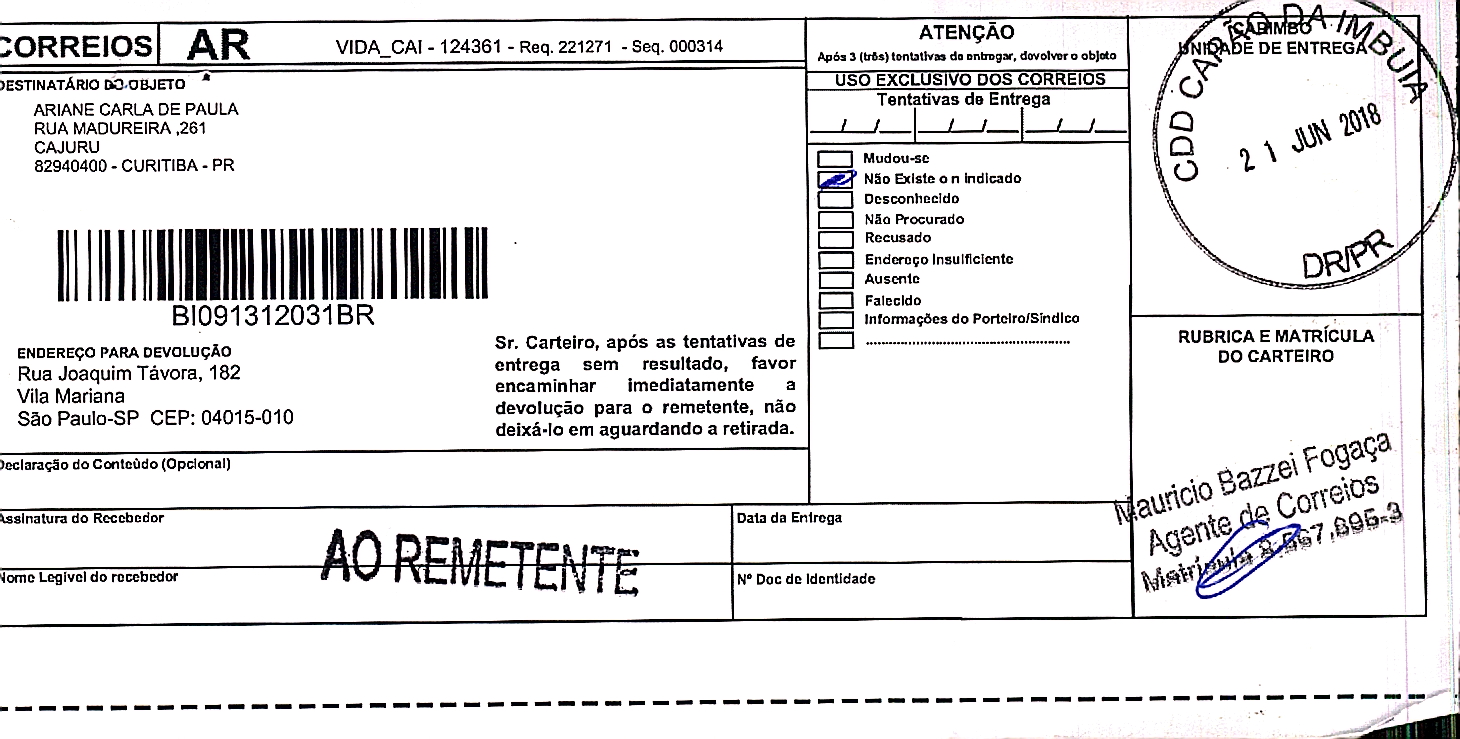 CORREIOS AR VIDA_CAI - 124361 - Req. 221271 - Seq. 000314
DESTINATÁRIO DO OBJETO
ARIANE CARLA DE PAULA
RUA MADUREIRA ,261
CAJURU
82940400 - CURITIBA - PR
BI091312031BR
ENDEREÇO PARA DEVOLUÇÃO
Rua Joaquim Távora, 182
Vila Mariana
São Paulo-SP CEP: 04015-010
Sr. Carteiro, após as tentativas de
entrega sem resultado, favor
encaminhar imediatamente a
devolução para o remetente, não
deixá-lo em aguardando a retirada.
Declaração do Conteúdo (Opcional)
Assinatura do Recebedor
AO REMETENTE
Nome Legível do recebedor
Data da Entrega
Nº Doc de Identidade
ATENÇÃO
Após 3 (três) tentativas de entregar, devolver o objeto
USO EXCLUSIVO DOS CORREIOS
Tentativas de Entrega
Mudou-se
Não Existe o n indicado
Desconhecido
Não Procurado
Recusado
Endereço Insuficiente
Ausente
Falecido
Informações do Porteiro/Síndico
CARIMBO
UNIDADE DE ENTREGA
CDD CAPÃO DA IMBUIA
21 JUN 2018
DR/PR
RUBRICA E MATRÍCULA
DO CARTEIRO
Mauricio Bazzei Fogaça
Agente de Correios
Matrícula